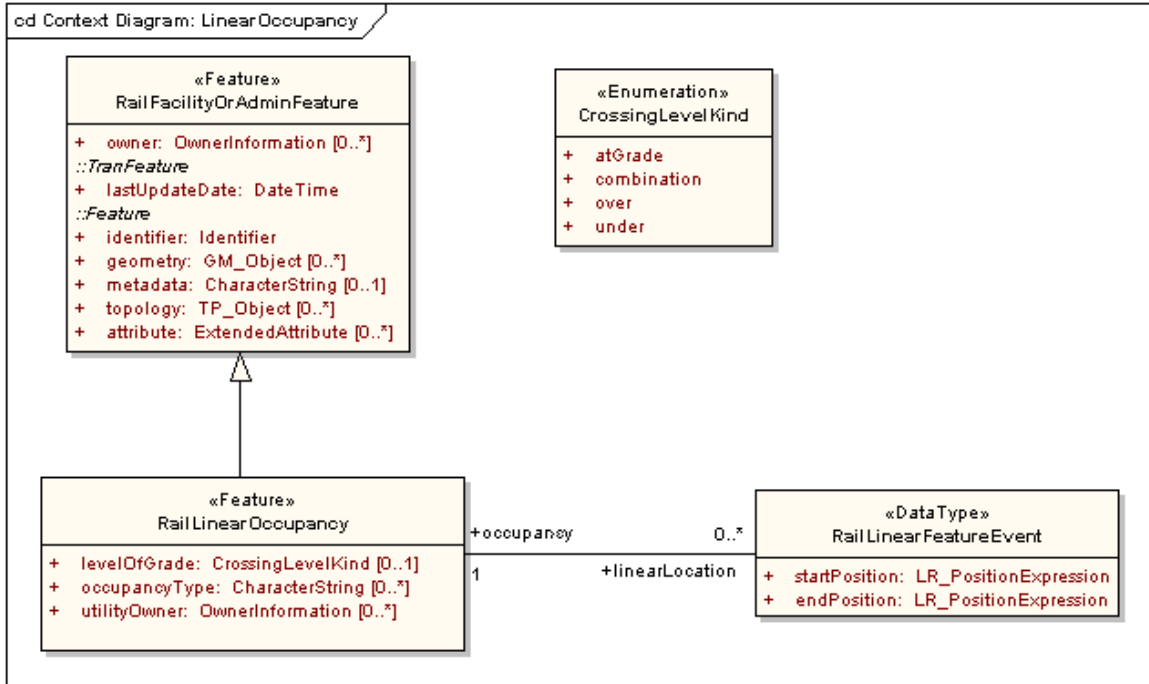 cd Context Diagram: LinearOccupancy
«Feature»
RailFacilityOrAdminFeature
+ owner: OwnerInformation [0..*]
::TranFeature
+ lastUpdateDate: DateTime
::Feature
+ identifier: Identifier
+ geometry: GM_Object [0..*]
+ metadata: CharacterString [0..1]
+ topology: TP_Object [0..*]
+ attribute: ExtendedAttribute [0..*]
«Enumeration»
CrossingLevelKind
+ atGrade
+ combination
+ over
+ under
«Feature»
RailLinearOccupancy
+ levelOfGrade: CrossingLevelKind [0..1]
+ occupancyType: CharacterString [0..*]
+ utilityOwner: OwnerInformation [0..*]
+occupancy
0..*
1
+linearLocation
«DataType»
RailLinearFeatureEvent
+ startPosition: LR_PositionExpression
+ endPosition: LR_PositionExpression